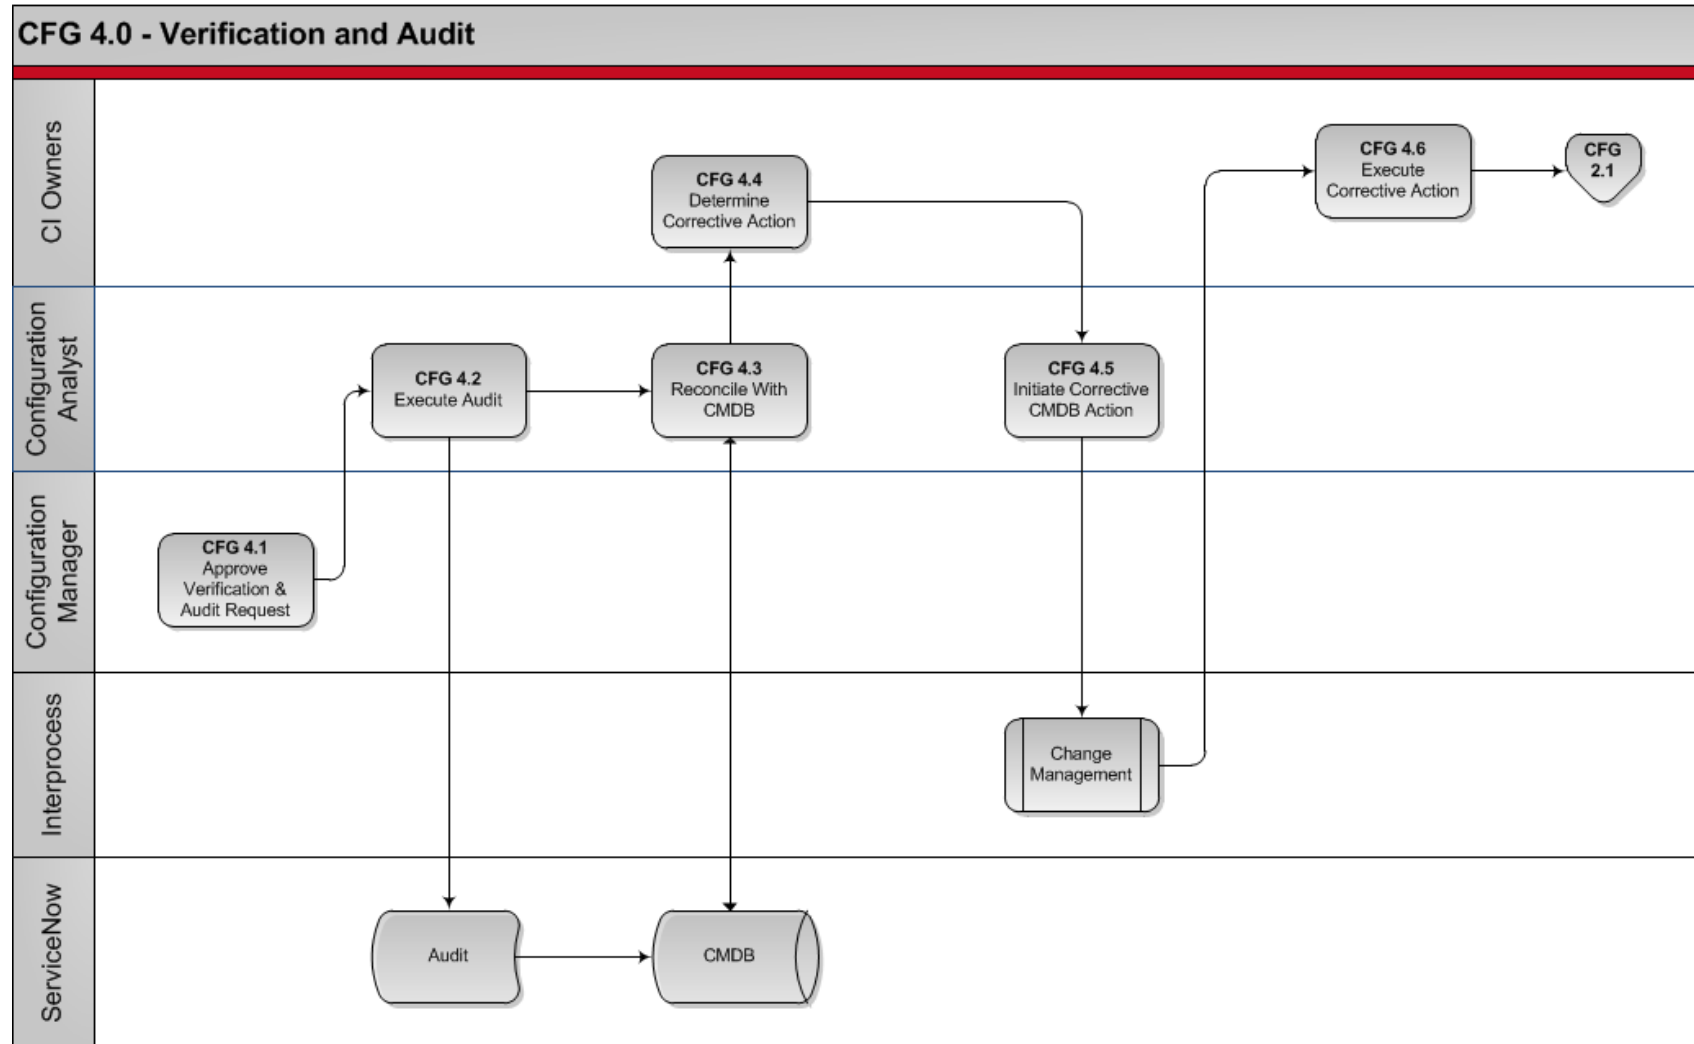 CFG 4.0 - Verification and Audit
CI Owners
CFG 4.4
Determine
Corrective Action
CFG 4.6
Execute
Corrective Action
CFG
2.1
Configuration
Analyst
CFG 4.2
Execute Audit
CFG 4.3
Reconcile With
CMDB
CFG 4.5
Initiate Corrective
CMDB Action
Configuration
Manager
CFG 4.1
Approve
Verification &
Audit Request
Interprocess
Change
Management
ServiceNow
Audit
CMDB